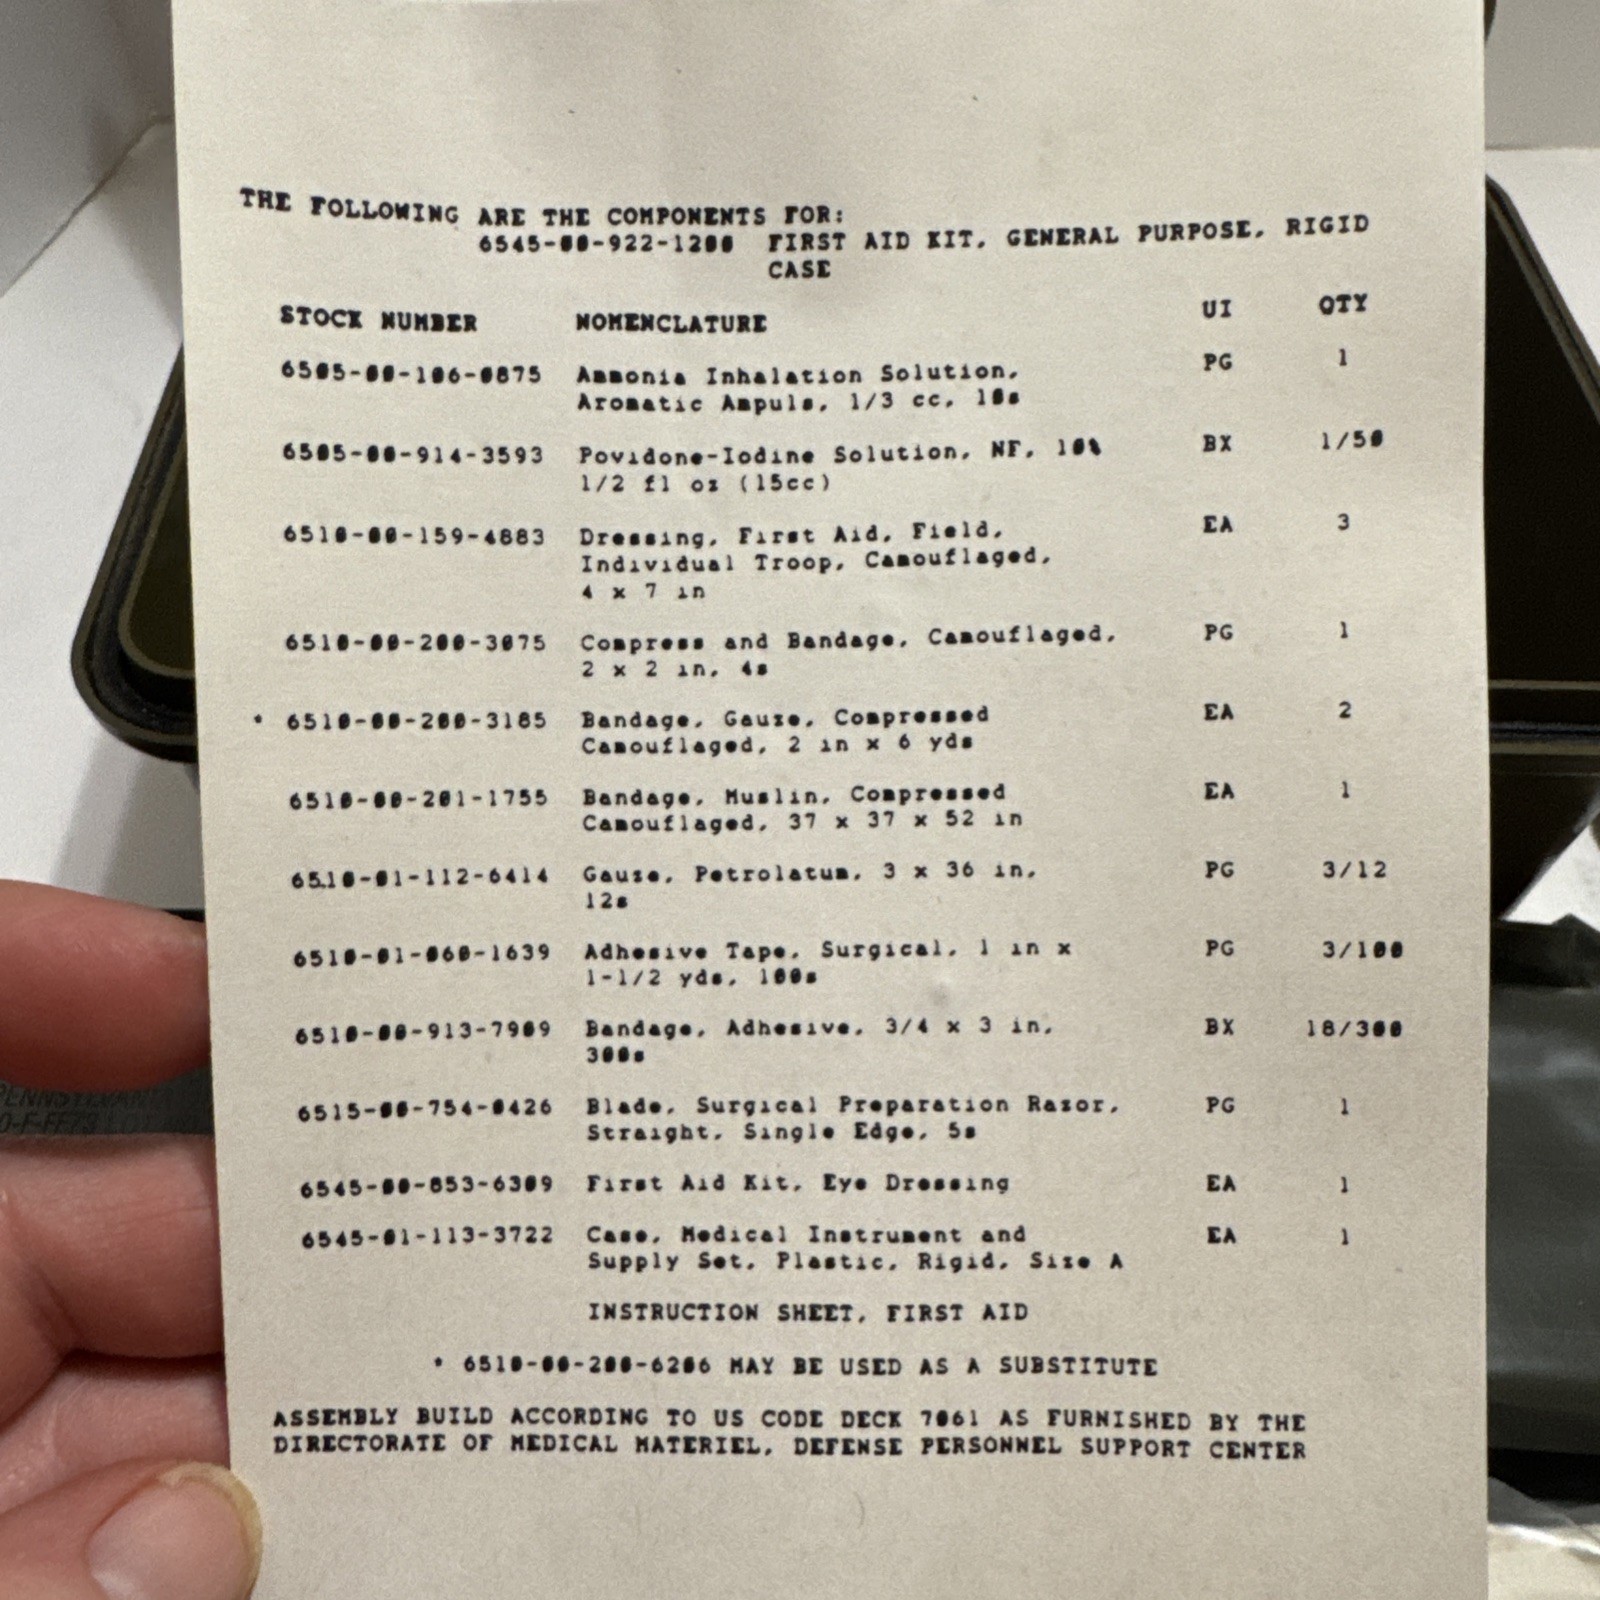 THE FOLLOWING ARE THE COMPONENTS FOR:
6545-00-922-1200 FIRST AID KIT, GENERAL PURPOSE, RIGID
CASE
STOCK NUMBER NOMENCLATURE UI QTY
6505-00-106-0875 Ammonia Inhalation Solution, PG 1
Aromatic Ampuls, 1/3 cc, 10s
6505-00-914-3593 Povidone-Iodine Solution, NF, 10% BX 1/50
1/2 fl oz (15cc)
6510-00-159-4883 Dressing, First Aid, Field, EA 3
Individual Troop, Camouflaged,
4 x 7 in
6510-00-200-3075 Compress and Bandage, Camouflaged, PG 1
2 x 2 in, 4s
* 6510-00-200-3185 Bandage, Gauze, Compressed EA 2
Camouflaged, 2 in x 6 yds
6510-00-201-1755 Bandage, Muslin, Compressed EA 1
Camouflaged, 37 x 37 x 52 in
6510-01-112-6414 Gauze, Petrolatum, 3 x 36 in, PG 3/12
12s
6510-01-060-1639 Adhesive Tape, Surgical, 1 in x PG 3/100
1-1/2 yds, 100s
6510-00-913-7909 Bandage, Adhesive, 3/4 x 3 in, BX 18/300
300s
6515-00-754-0426 Blade, Surgical Preparation Razor, PG 1
Straight, Single Edge, 5s
6545-00-853-6309 First Aid Kit, Eye Dressing EA 1
6545-01-113-3722 Case, Medical Instrument and EA 1
Supply Set, Plastic, Rigid, Size A
INSTRUCTION SHEET, FIRST AID
* 6510-00-200-6206 MAY BE USED AS A SUBSTITUTE
ASSEMBLY BUILD ACCORDING TO US CODE DECK 7061 AS FURNISHED BY THE
DIRECTORATE OF MEDICAL MATERIEL, DEFENSE PERSONNEL SUPPORT CENTER